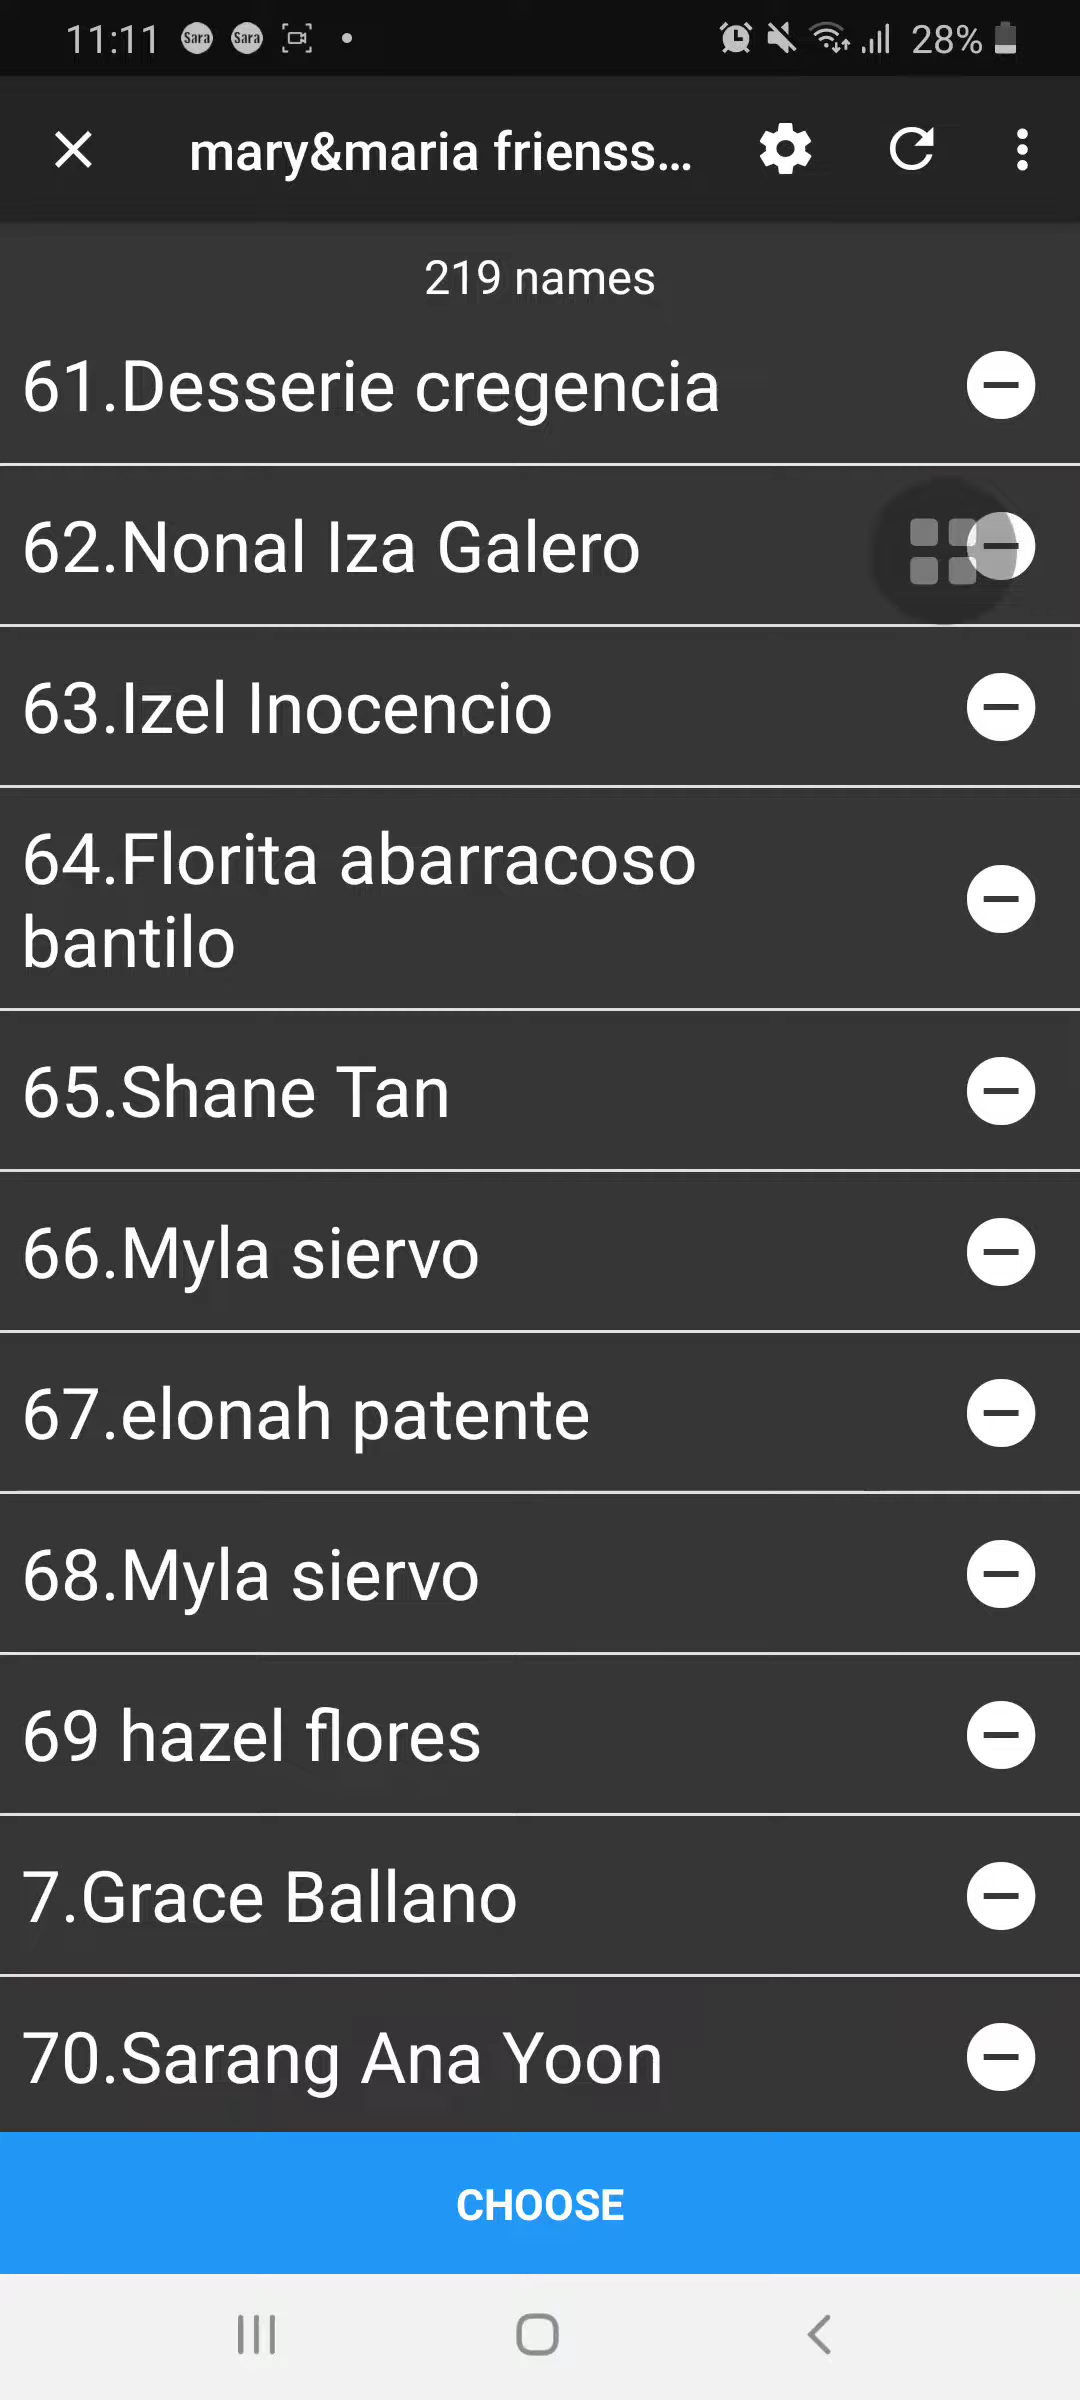 11:11 Sara Sara 28%
mary&maria frienss...
219 names
61.Desserie cregencia
62.Nonal Iza Galero
63.Izel Inocencio
64.Florita abarracoso
bantilo
65.Shane Tan
66.Myla siervo
67.elonah patente
68.Myla siervo
69 hazel flores
7.Grace Ballano
70.Sarang Ana Yoon
CHOOSE